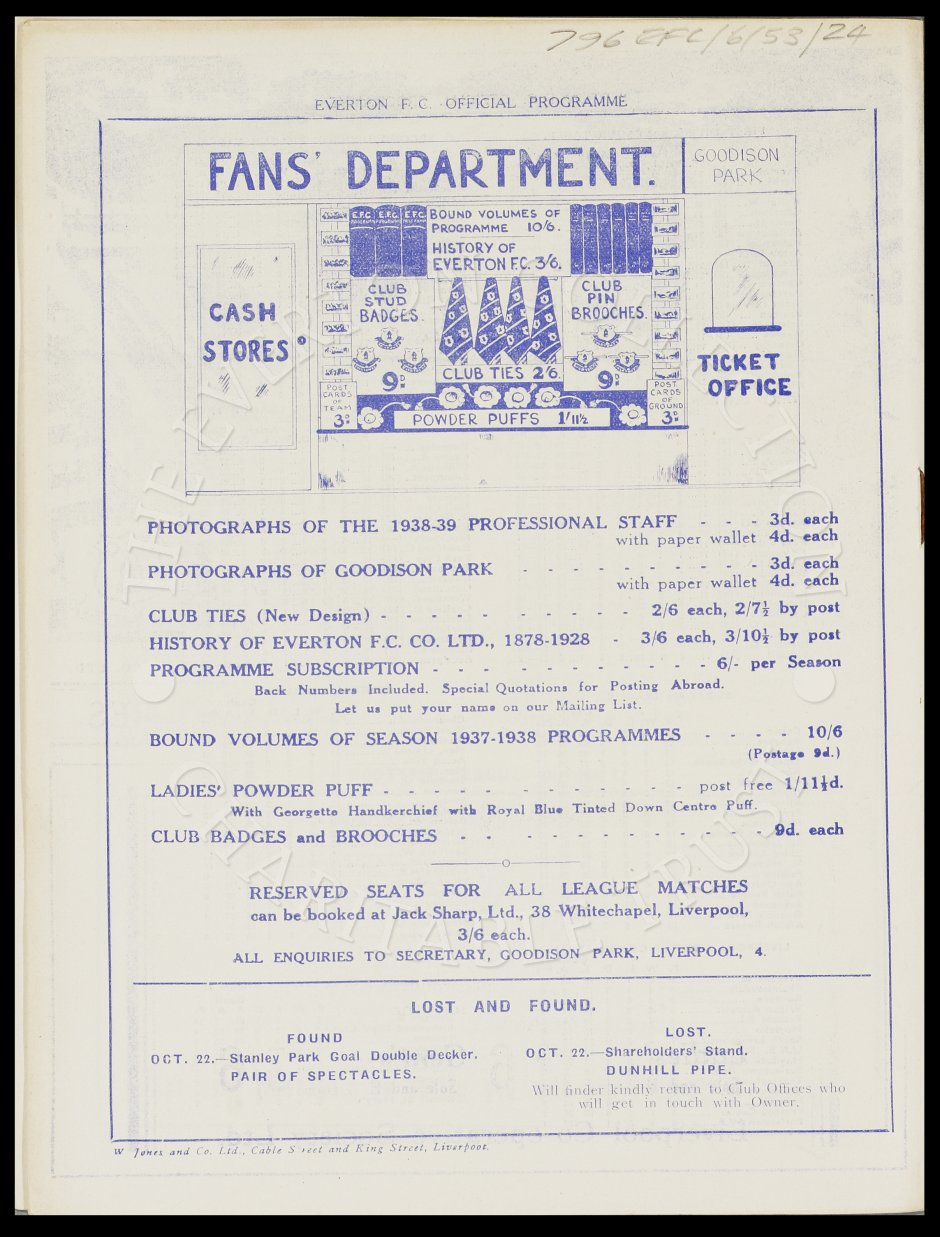 796 EFC/6/53/24
EVERTON F. C. OFFICIAL PROGRAMME
FANS' DEPARTMENT.
GOODISON
PARK
CASH
STORES
E.F.C. E.F.C. E.F.C.
BOUND VOLUMES OF
PROGRAMME 10/6.
HISTORY OF
EVERTON F.C. 3/6.
CLUB
STUD
BADGES.
9D
CLUB TIES 2/6
CLUB
PIN
BROOCHES.
9D
POST
CARDS
OF
TEAM
3D
POWDER PUFFS 1/11½
POST
CARDS
OF
GROUND
3D
TICKET
OFFICE
PHOTOGRAPHS OF THE 1938-39 PROFESSIONAL STAFF - - - 3d. each
with paper wallet 4d. each
PHOTOGRAPHS OF GOODISON PARK - - - - - - - - - - 3d. each
with paper wallet 4d. each
CLUB TIES (New Design) - - - - - - - - - - - 2/6 each, 2/7½ by post
HISTORY OF EVERTON F.C. CO. LTD., 1878-1928 - 3/6 each, 3/10½ by post
PROGRAMME SUBSCRIPTION - - - - - - - - - - - - 6/- per Season
Back Numbers Included. Special Quotations for Posting Abroad.
Let us put your name on our Mailing List.
BOUND VOLUMES OF SEASON 1937-1938 PROGRAMMES - - - - 10/6
(Postage 9d.)
LADIES' POWDER PUFF - - - - - - - - - - - - post free 1/11½d.
With Georgette Handkerchief with Royal Blue Tinted Down Centre Puff.
CLUB BADGES and BROOCHES - - - - - - - - - - - - 9d. each
RESERVED SEATS FOR ALL LEAGUE MATCHES
can be booked at Jack Sharp, Ltd., 38 Whitechapel, Liverpool,
3/6 each.
ALL ENQUIRIES TO SECRETARY, GOODISON PARK, LIVERPOOL, 4.
LOST AND FOUND.
FOUND
OCT. 22.—Stanley Park Goal Double Decker.
PAIR OF SPECTACLES.
LOST.
OCT. 22.—Shareholders' Stand.
DUNHILL PIPE.
Will finder kindly return to Club Offices who
will get in touch with Owner.
W Jones and Co. Ltd., Cable Street and King Street, Liverpool.
THE EVERTON COLLECTION
CHARITABLE TRUST